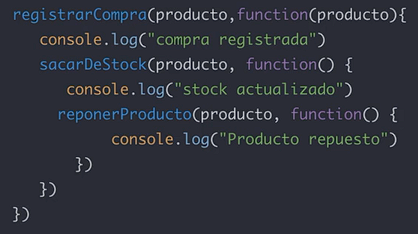 registrarCompra(producto,function(producto){
console.log("compra registrada")
sacarDeStock(producto, function() {
console.log("stock actualizado")
reponerProducto(producto, function() {
console.log("Producto repuesto")
})
})
})